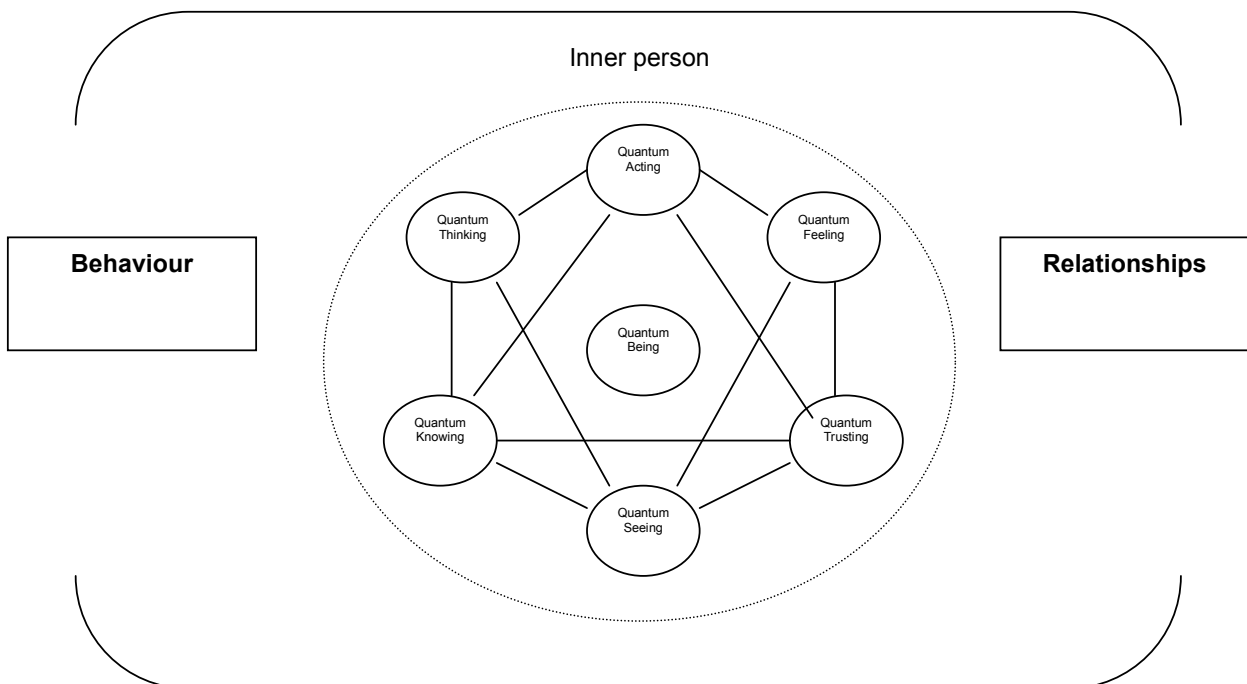 Inner person
Quantum
Acting
Quantum
Thinking
Quantum
Feeling
Behaviour
Relationships
Quantum
Being
Quantum
Knowing
Quantum
Trusting
Quantum
Seeing